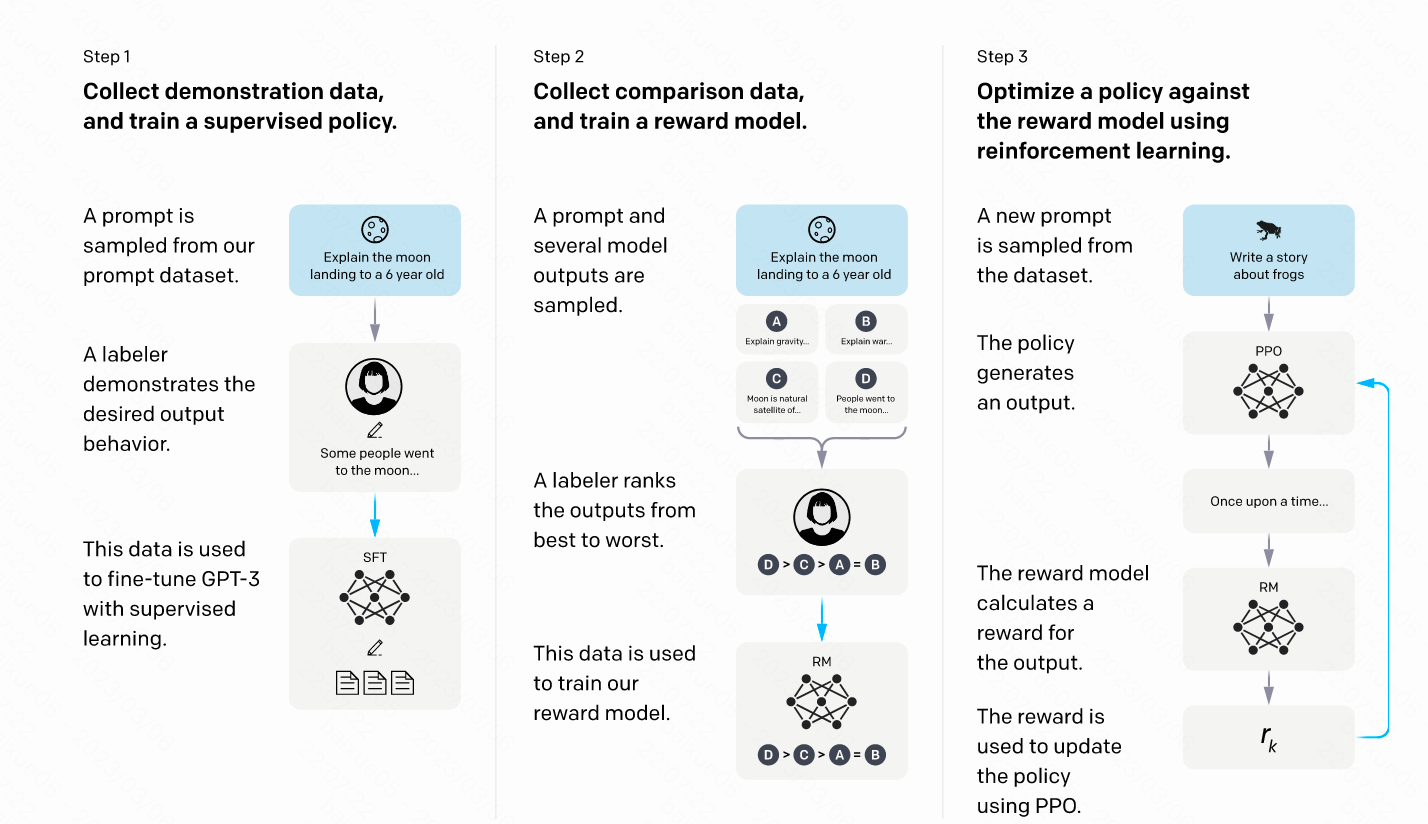 Step 1
Collect demonstration data,
and train a supervised policy.
A prompt is
sampled from our
prompt dataset.
Explain the moon
landing to a 6 year old
A labeler
demonstrates the
desired output
behavior.
Some people went
to the moon...
This data is used
to fine-tune GPT-3
with supervised
learning.
SFT
Step 2
Collect comparison data,
and train a reward model.
A prompt and
several model
outputs are
sampled.
Explain the moon
landing to a 6 year old
A
Explain gravity...
B
Explain war...
C
Moon is natural
satellite of...
D
People went to
the moon...
A labeler ranks
the outputs from
best to worst.
D > C > A = B
This data is used
to train our
reward model.
RM
D > C > A = B
Step 3
Optimize a policy against
the reward model using
reinforcement learning.
A new prompt
is sampled from
the dataset.
Write a story
about frogs
The policy
generates
an output.
PPO
Once upon a time...
The reward model
calculates a
reward for
the output.
RM
The reward is
used to update
the policy
using PPO.
rk